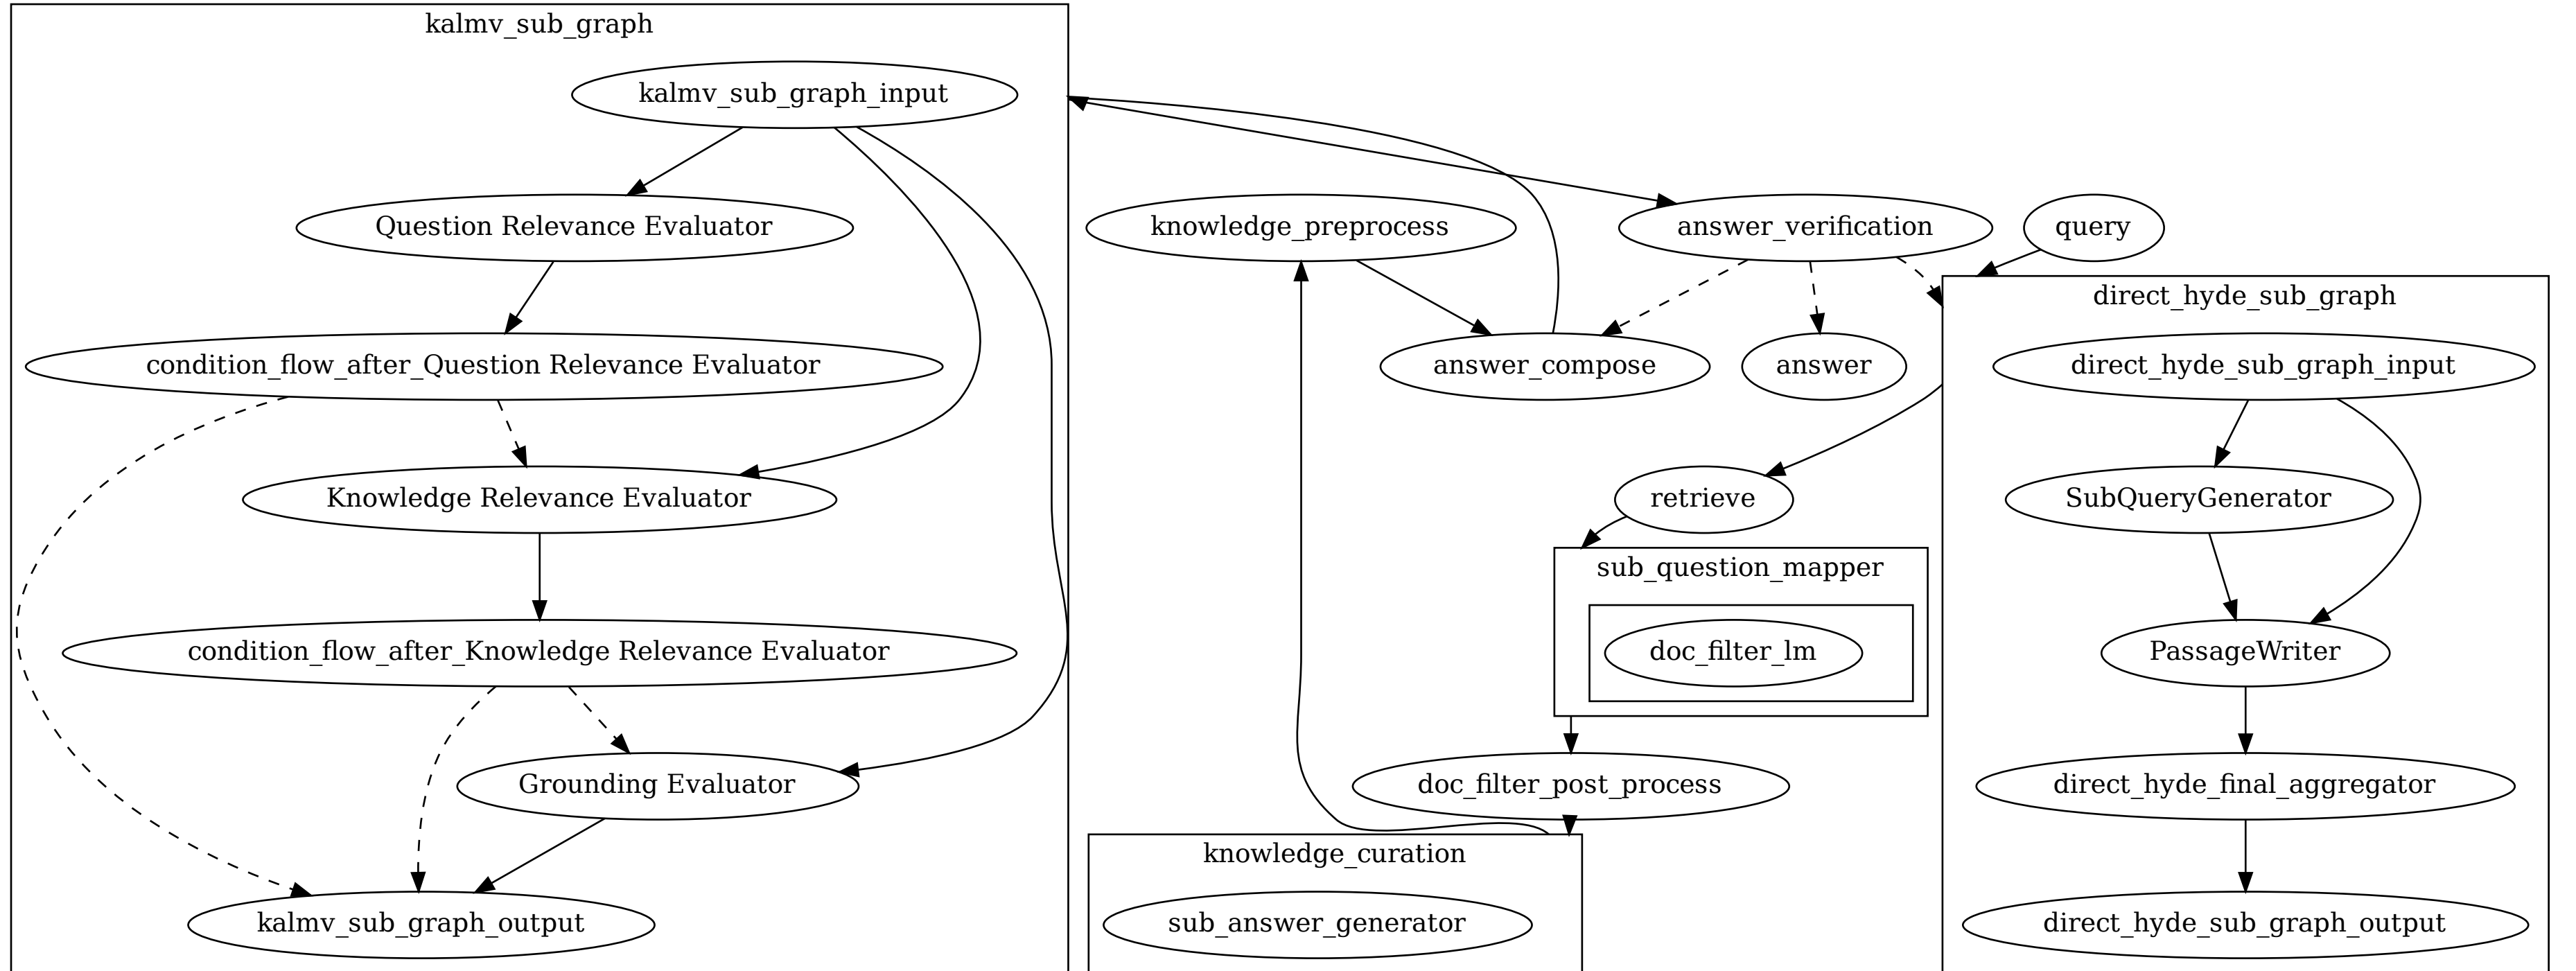 kalmv_sub_graph
kalmv_sub_graph_input
Question Relevance Evaluator
condition_flow_after_Question Relevance Evaluator
Knowledge Relevance Evaluator
condition_flow_after_Knowledge Relevance Evaluator
Grounding Evaluator
kalmv_sub_graph_output
knowledge_preprocess
answer_verification
query
answer_compose
answer
retrieve
sub_question_mapper
doc_filter_lm
doc_filter_post_process
knowledge_curation
sub_answer_generator
direct_hyde_sub_graph
direct_hyde_sub_graph_input
SubQueryGenerator
PassageWriter
direct_hyde_final_aggregator
direct_hyde_sub_graph_output